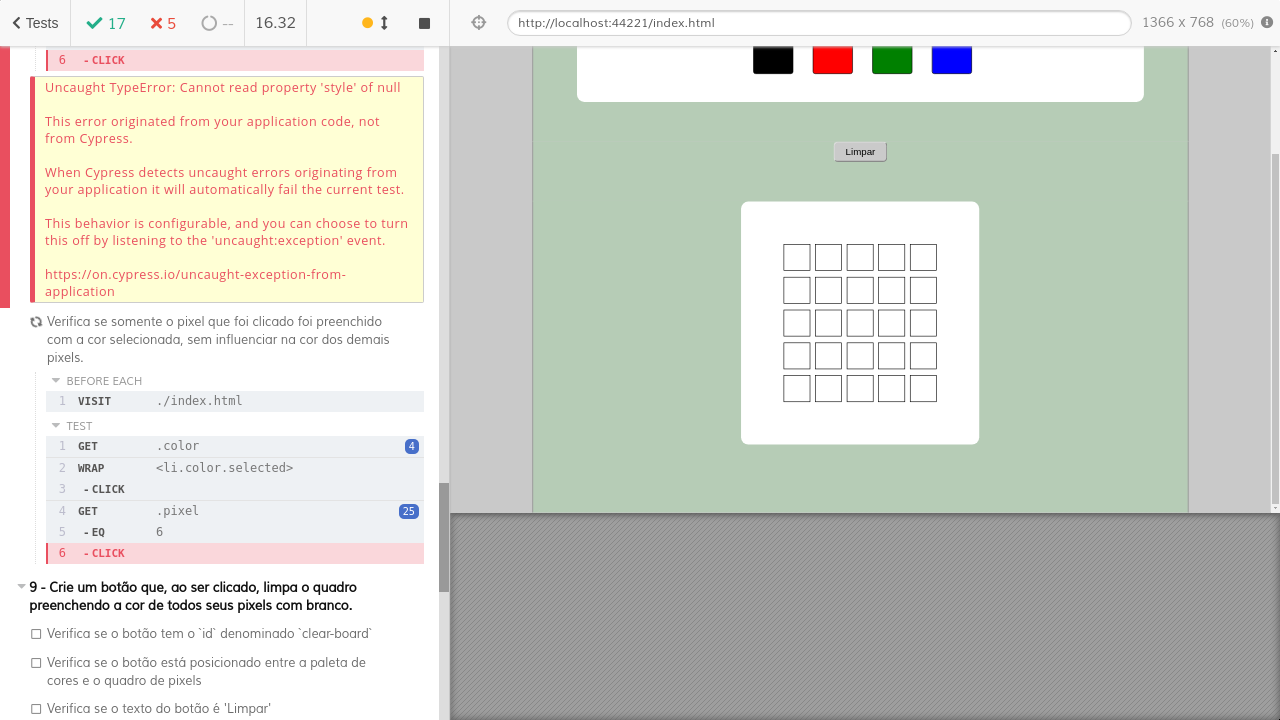 Tests
17
5
--
16.32
http://localhost:44221/index.html
1366 x 768 (60%)
6 - CLICK
Uncaught TypeError: Cannot read property 'style' of null
This error originated from your application code, not
from Cypress.
When Cypress detects uncaught errors originating from
your application it will automatically fail the current test.
This behavior is configurable, and you can choose to turn
this off by listening to the 'uncaught:exception' event.
https://on.cypress.io/uncaught-exception-from-
application
Verifica se somente o pixel que foi clicado foi preenchido
com a cor selecionada, sem influenciar na cor dos demais
pixels.
BEFORE EACH
1 VISIT ./index.html
TEST
1 GET .color 4
2 WRAP <li.color.selected>
3 - CLICK
4 GET .pixel 25
5 - EQ 6
6 - CLICK
9 - Crie um botão que, ao ser clicado, limpa o quadro
preenchendo a cor de todos seus pixels com branco.
Verifica se o botão tem o `id` denominado `clear-board`
Verifica se o botão está posicionado entre a paleta de
cores e o quadro de pixels
Verifica se o texto do botão é 'Limpar'
Limpar